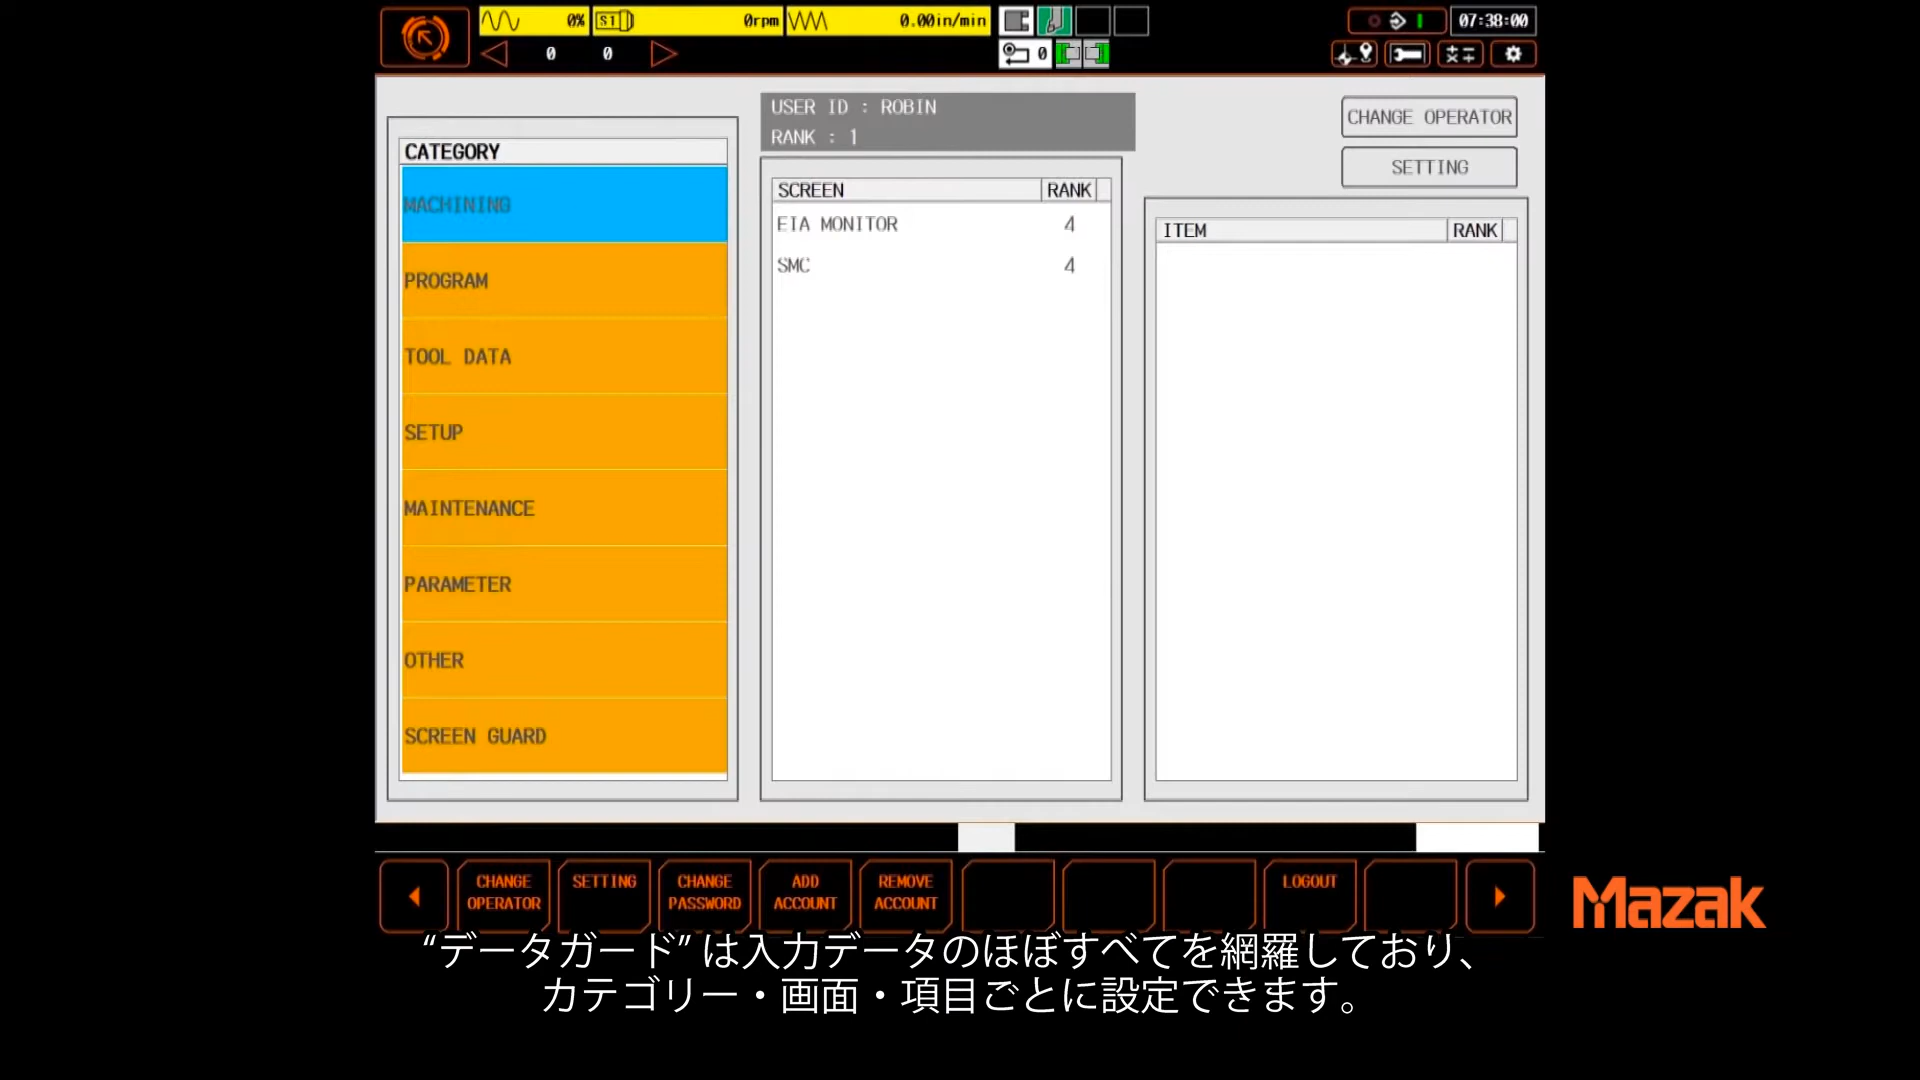 0%
S1
0rpm
0.00in/min
07:38:00
0
0
0
USER ID : ROBIN
RANK : 1
CHANGE OPERATOR
SETTING
CATEGORY
MACHINING
PROGRAM
TOOL DATA
SETUP
MAINTENANCE
PARAMETER
OTHER
SCREEN GUARD
SCREEN RANK
EIA MONITOR 4
SMC 4
ITEM RANK
CHANGE
OPERATOR
SETTING
CHANGE
PASSWORD
ADD
ACCOUNT
REMOVE
ACCOUNT
LOGOUT
Mazak
“データガード” は入力データのほぼすべてを網羅しており、
カテゴリー・画面・項目ごとに設定できます。